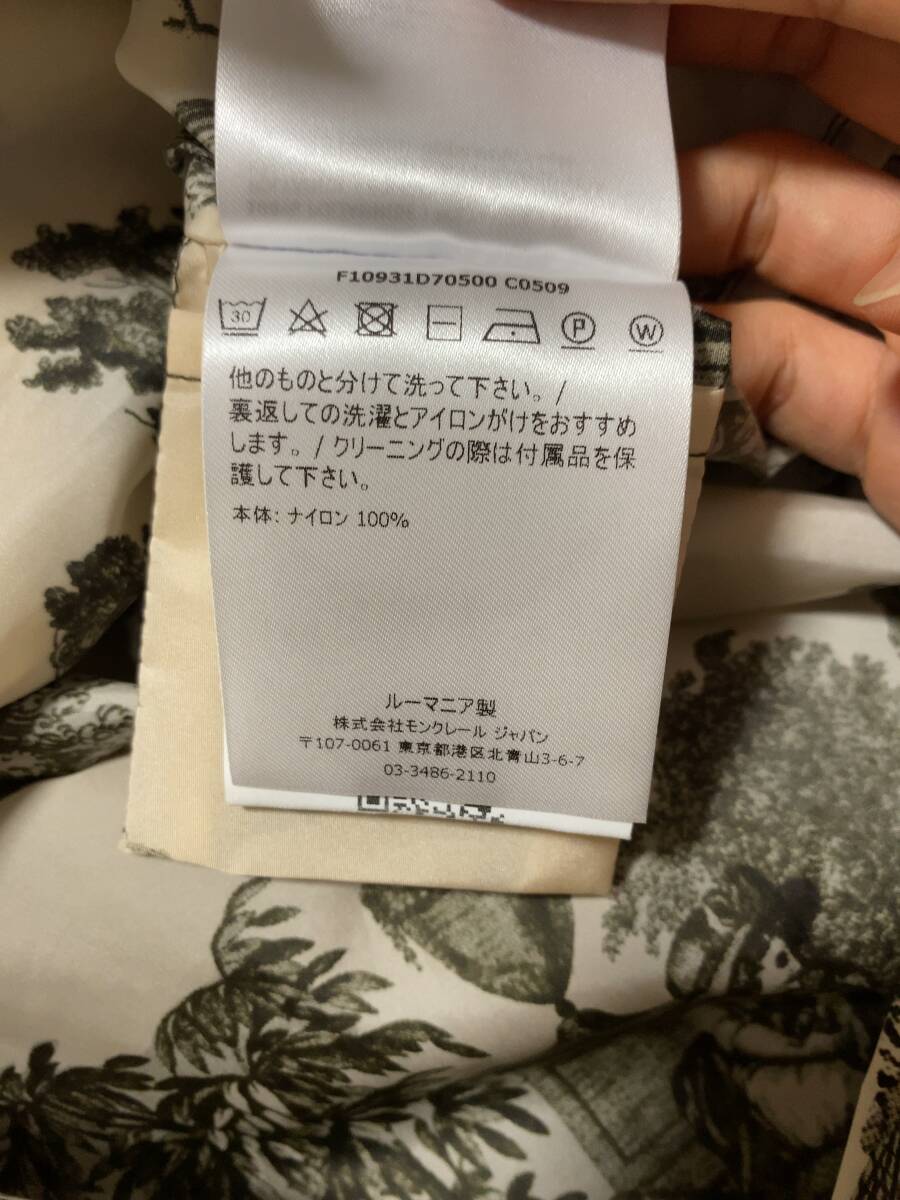 F10931D70500 C0509
30
P
W
他のものと分けて洗って下さい。/
裏返しての洗濯とアイロンがけをおすすめ
します。/ クリーニングの際は付属品を保
護して下さい。
本体: ナイロン 100%
ルーマニア製
株式会社モンクレール ジャパン
〒107-0061 東京都港区北青山3-6-7
03-3486-2110